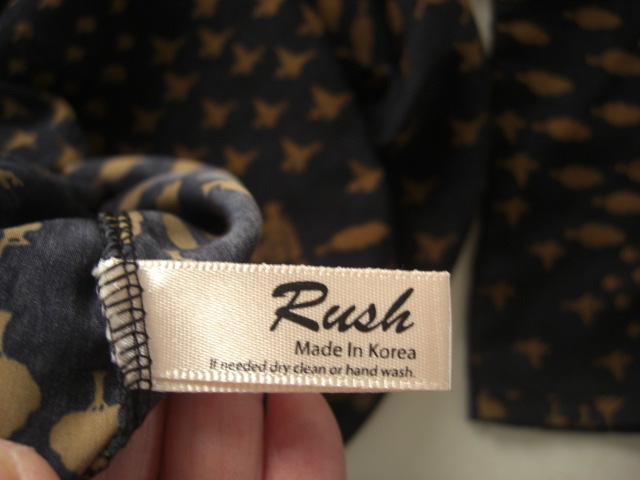 Rush
Made In Korea
If needed dry clean or hand wash.